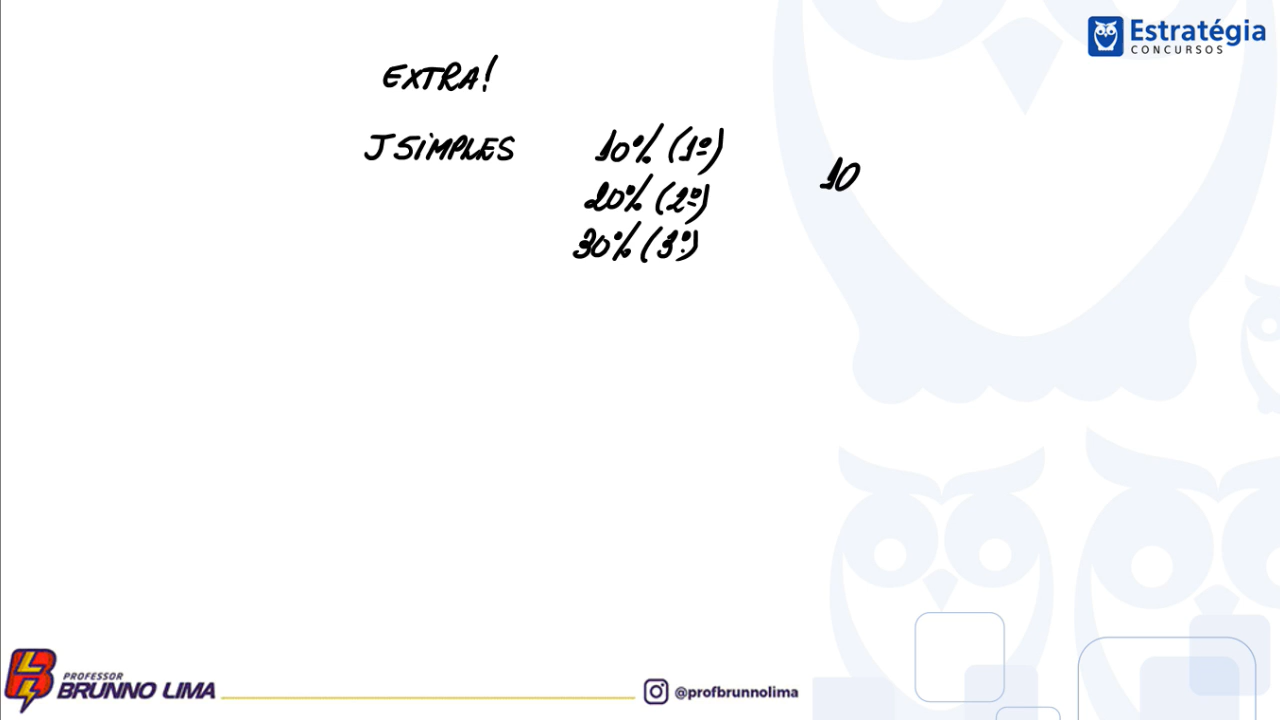 Estratégia
CONCURSOS
EXTRA!
J SiMPLES 10% (1º)
10
20% (2º)
30% (3º)
PROFESSOR
BRUNNO LIMA
@profbrunnolima